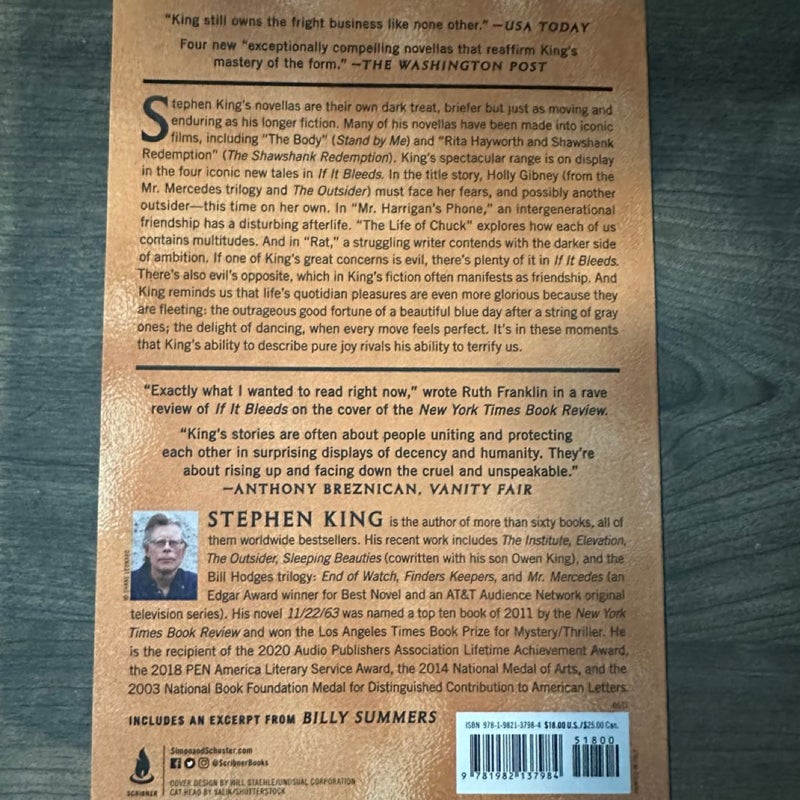 "King still owns the fright business like none other." —USA TODAY
Four new "exceptionally compelling novellas that reaffirm King's
mastery of the form." —THE WASHINGTON POST
Stephen King's novellas are their own dark treat, briefer but just as moving and
enduring as his longer fiction. Many of his novellas have been made into iconic
films, including "The Body" (Stand by Me) and "Rita Hayworth and Shawshank
Redemption" (The Shawshank Redemption). King's spectacular range is on display
in the four iconic new tales in If It Bleeds. In the title story, Holly Gibney (from the
Mr. Mercedes trilogy and The Outsider) must face her fears, and possibly another
outsider—this time on her own. In "Mr. Harrigan's Phone," an intergenerational
friendship has a disturbing afterlife. "The Life of Chuck" explores how each of us
contains multitudes. And in "Rat," a struggling writer contends with the darker side
of ambition. If one of King's great concerns is evil, there's plenty of it in If It Bleeds.
There's also evil's opposite, which in King's fiction often manifests as friendship. And
King reminds us that life's quotidian pleasures are even more glorious because they
are fleeting: the outrageous good fortune of a beautiful blue day after a string of gray
ones; the delight of dancing, when every move feels perfect. It's in these moments
that King's ability to describe pure joy rivals his ability to terrify us.
"Exactly what I wanted to read right now," wrote Ruth Franklin in a rave
review of If It Bleeds on the cover of the New York Times Book Review.
"King's stories are often about people uniting and protecting
each other in surprising displays of decency and humanity. They're
about rising up and facing down the cruel and unspeakable."
—ANTHONY BREZNICAN, VANITY FAIR
STEPHEN KING is the author of more than sixty books, all of
them worldwide bestsellers. His recent work includes The Institute, Elevation,
The Outsider, Sleeping Beauties (cowritten with his son Owen King), and the
Bill Hodges trilogy: End of Watch, Finders Keepers, and Mr. Mercedes (an
Edgar Award winner for Best Novel and an AT&T Audience Network original
television series). His novel 11/22/63 was named a top ten book of 2011 by the New York
Times Book Review and won the Los Angeles Times Book Prize for Mystery/Thriller. He
is the recipient of the 2020 Audio Publishers Association Lifetime Achievement Award,
the 2018 PEN America Literary Service Award, the 2014 National Medal of Arts, and the
2003 National Book Foundation Medal for Distinguished Contribution to American Letters.
© SHANE LEONARD
INCLUDES AN EXCERPT FROM BILLY SUMMERS
ISBN 978-1-9821-3798-4 $18.00 U.S./$25.00 Can.
51800
9 781982 137984
SimonandSchuster.com
@ScribnerBooks
SCRIBNER
COVER DESIGN BY WILL STAEHLE/UNUSUAL CORPORATION
CAT HEAD BY VALIK/SHUTTERSTOCK